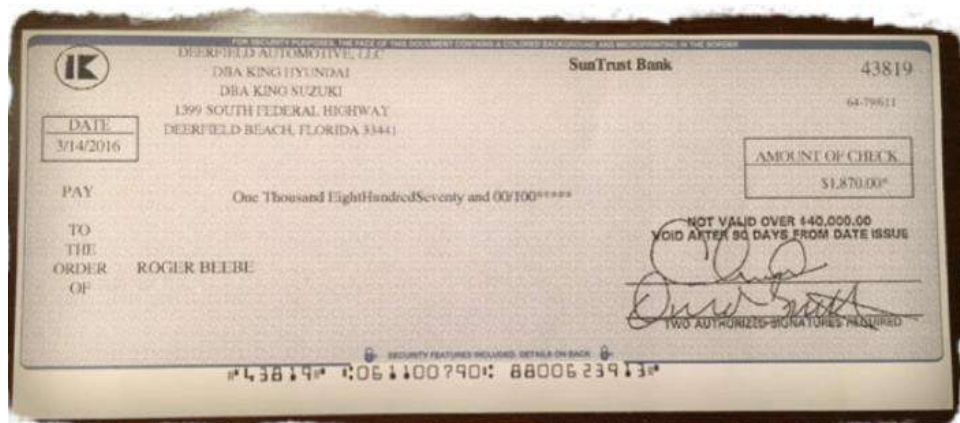 FOR SECURITY PURPOSES, THE FACE OF THIS DOCUMENT CONTAINS A COLORED BACKGROUND AND MICROPRINTING IN THE BORDER
K
DEERFIELD AUTOMOTIVE, LLC
DBA KING HYUNDAI
DBA KING SUZUKI
1399 SOUTH FEDERAL HIGHWAY
DEERFIELD BEACH, FLORIDA 33441
SunTrust Bank
43819
64-79/611
DATE
3/14/2016
AMOUNT OF CHECK
$1,870.00*
PAY
One Thousand EightHundredSeventy and 00/100*****
NOT VALID OVER $40,000.00
VOID AFTER 90 DAYS FROM DATE ISSUE
TO
THE
ORDER
OF
ROGER BEEBE
TWO AUTHORIZED SIGNATURES REQUIRED
SECURITY FEATURES INCLUDED. DETAILS ON BACK
⑈43819⑈ ⑆061100790⑆ 8800623913⑈